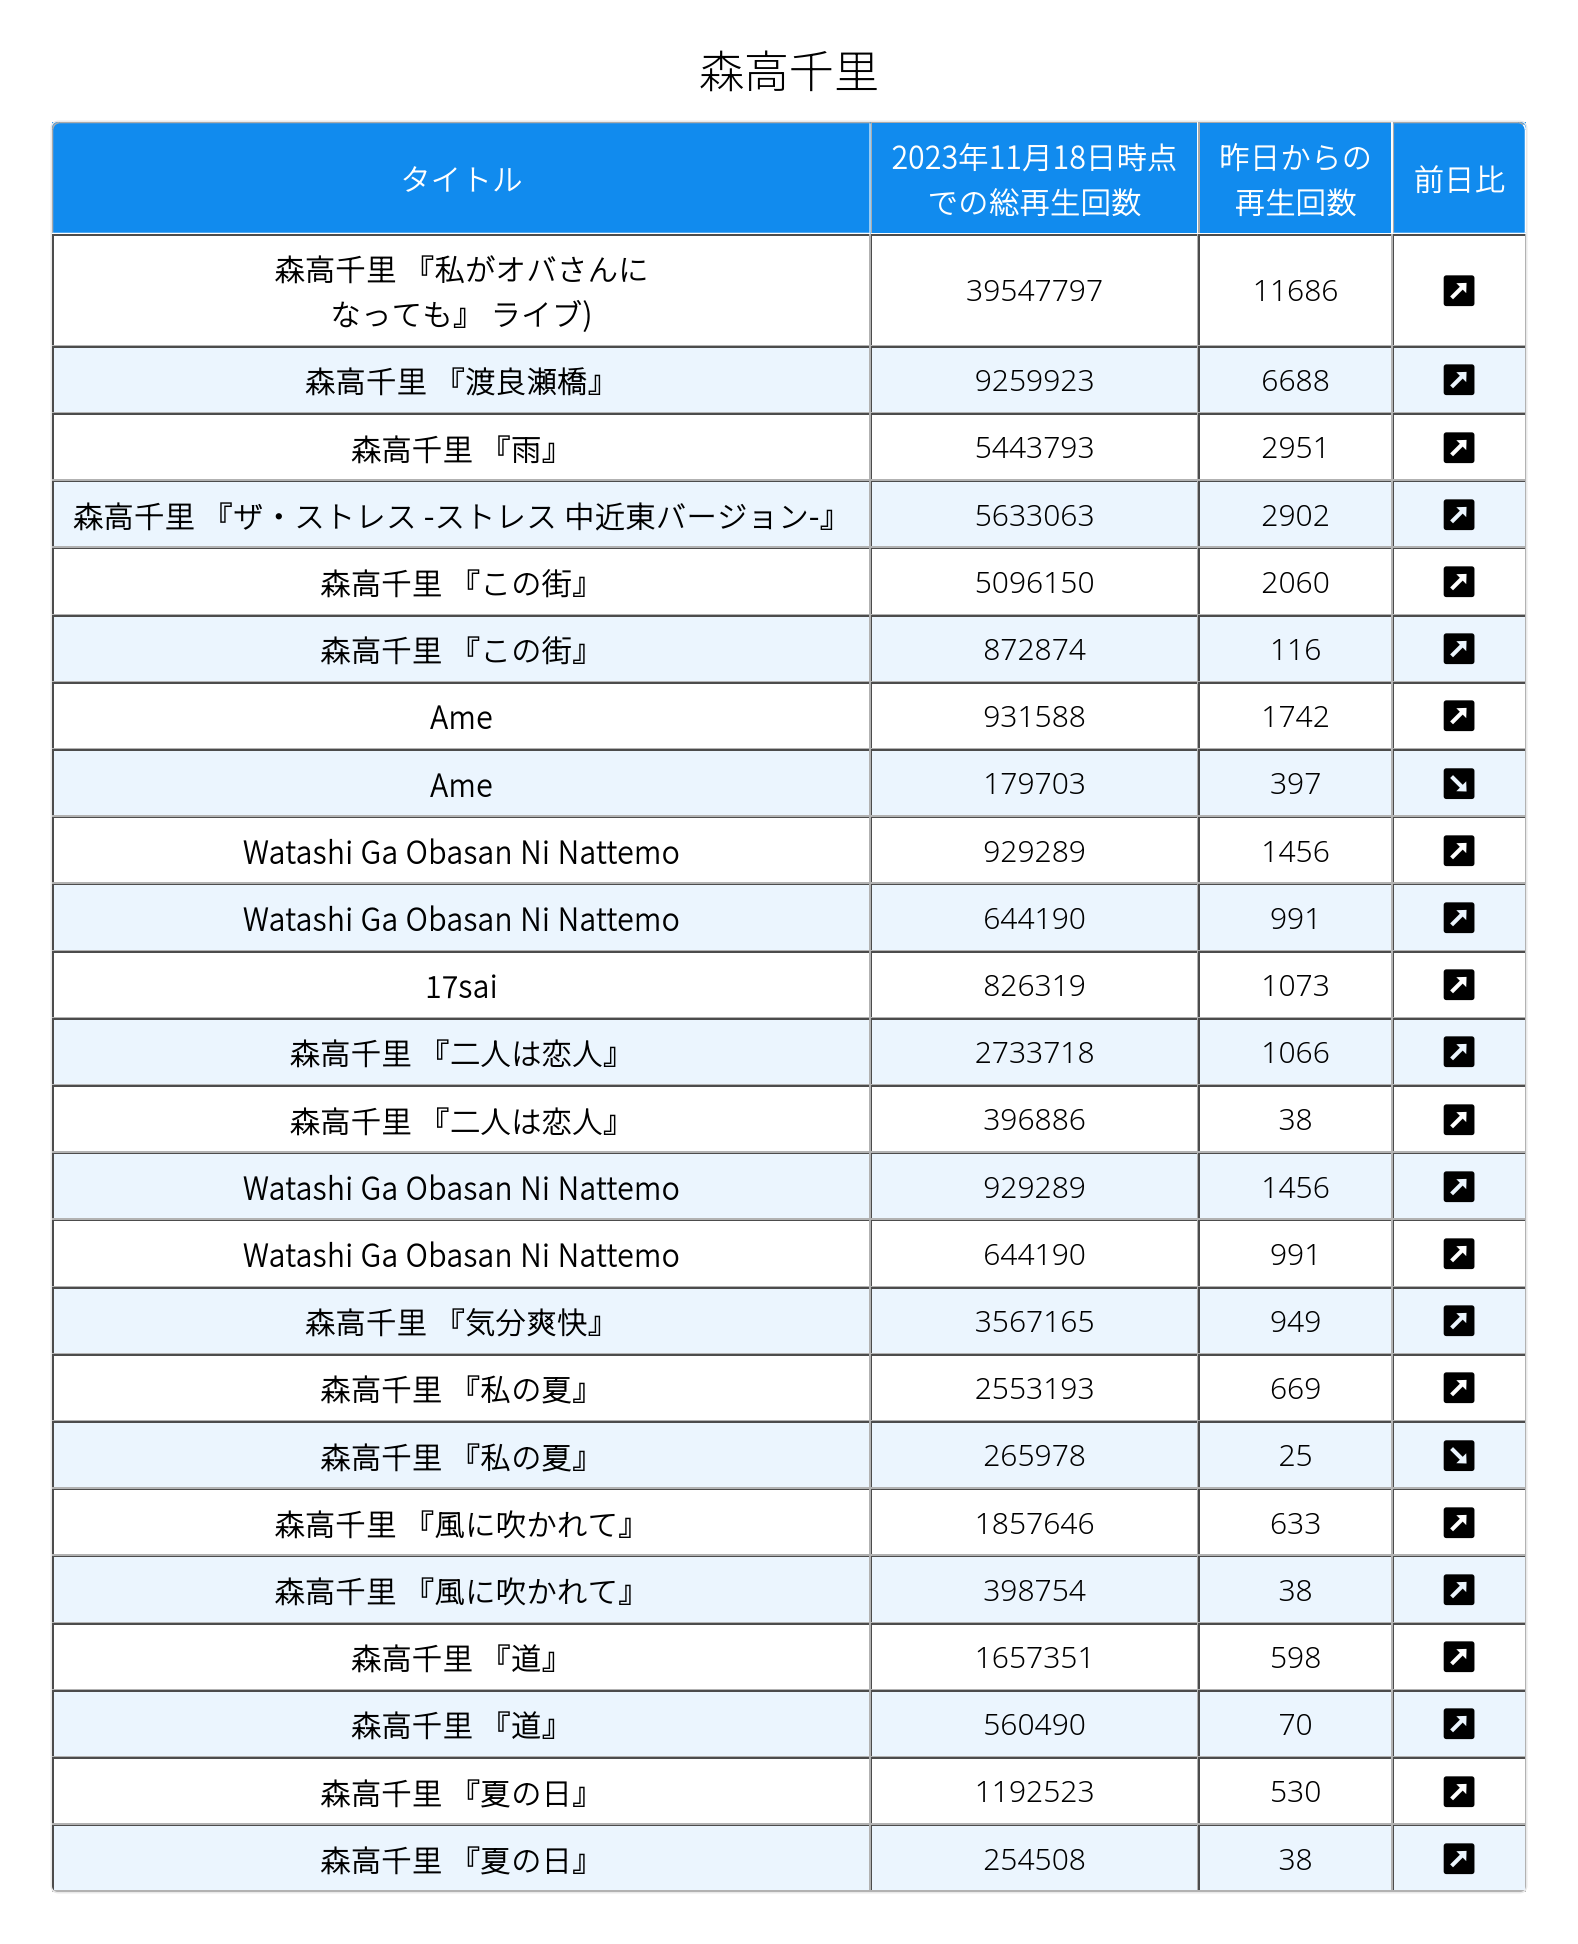 森高千里
タイトル 2023年11月18日時点での総再生回数 昨日からの再生回数 前日比
森高千里 『私がオバさんに
なっても』 ライブ) 39547797 11686
森高千里 『渡良瀬橋』 9259923 6688
森高千里 『雨』 5443793 2951
森高千里 『ザ・ストレス -ストレス 中近東バージョン-』 5633063 2902
森高千里 『この街』 5096150 2060
森高千里 『この街』 872874 116
Ame 931588 1742
Ame 179703 397
Watashi Ga Obasan Ni Nattemo 929289 1456
Watashi Ga Obasan Ni Nattemo 644190 991
17sai 826319 1073
森高千里 『二人は恋人』 2733718 1066
森高千里 『二人は恋人』 396886 38
Watashi Ga Obasan Ni Nattemo 929289 1456
Watashi Ga Obasan Ni Nattemo 644190 991
森高千里 『気分爽快』 3567165 949
森高千里 『私の夏』 2553193 669
森高千里 『私の夏』 265978 25
森高千里 『風に吹かれて』 1857646 633
森高千里 『風に吹かれて』 398754 38
森高千里 『道』 1657351 598
森高千里 『道』 560490 70
森高千里 『夏の日』 1192523 530
森高千里 『夏の日』 254508 38